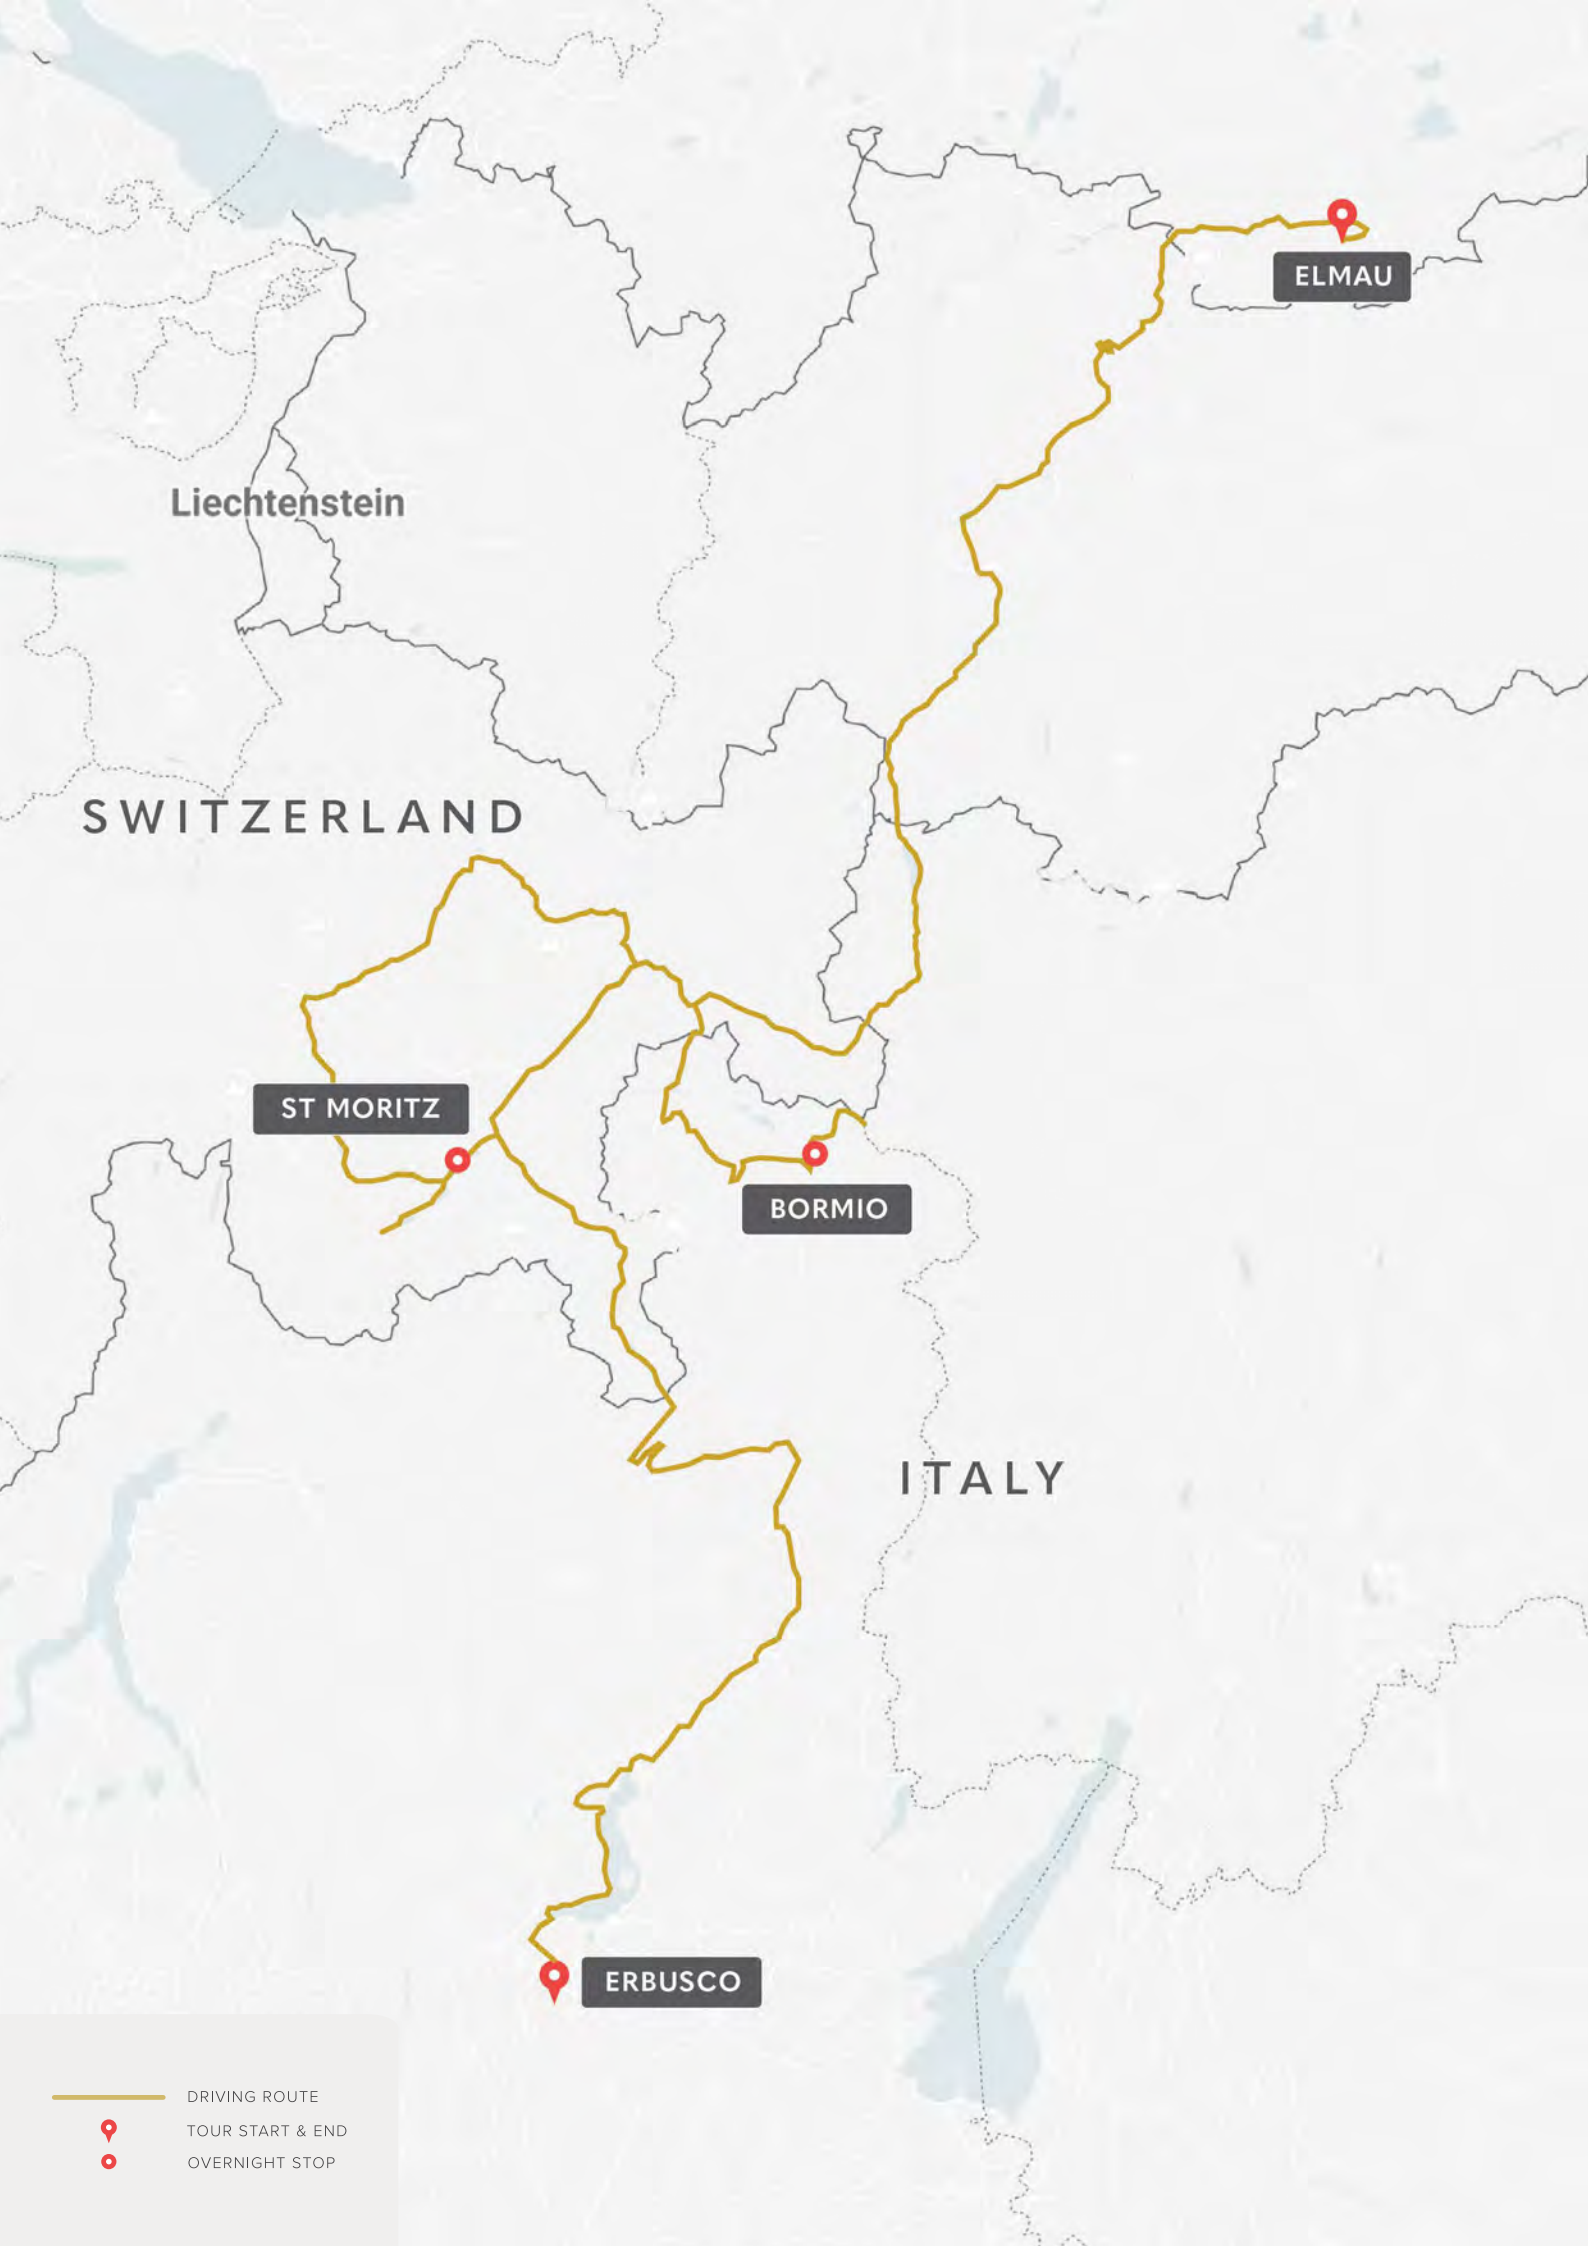 ELMAU
Liechtenstein
SWITZERLAND
ST MORITZ
BORMIO
ITALY
ERBUSCO
DRIVING ROUTE
TOUR START & END
OVERNIGHT STOP